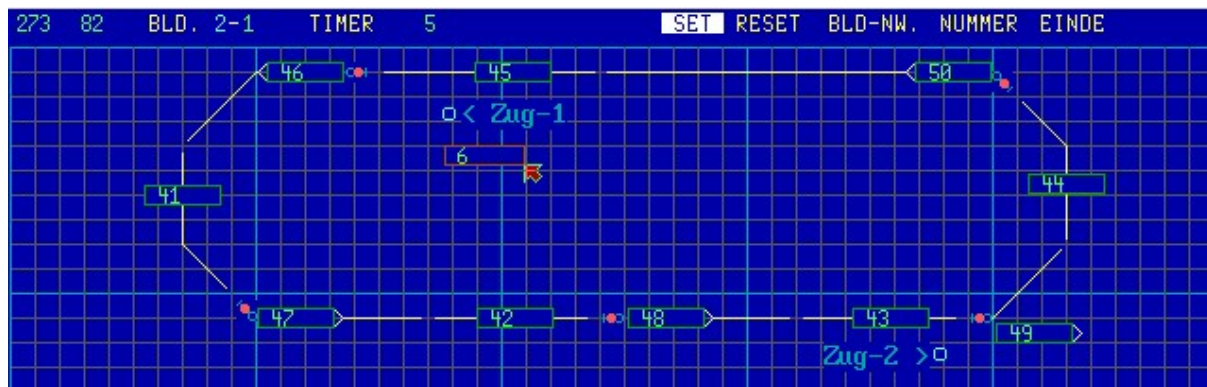 273 82 BLD. 2-1 TIMER 5 SET RESET BLD-NW. NUMMER EINDE
46 45 50
< Zug-1
6
41 44
47 42 48 43 49
Zug-2 >